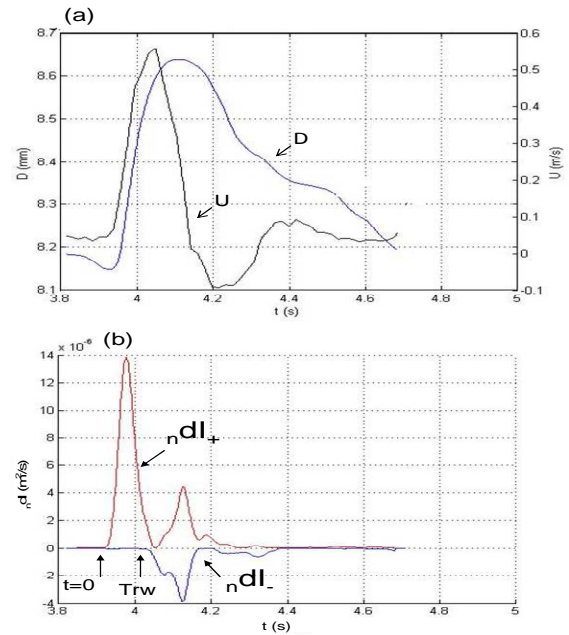 (a)
8.7
8.6
8.5
8.4
8.3
8.2
8.1
D (mm)
0.6
0.5
0.4
0.3
0.2
0.1
0
-0.1
U (m/s)
D
U
3.8 4 4.2 4.4 4.6 4.8 5
t (s)
(b)
x 10⁻⁶
14
12
10
8
6
4
2
0
-2
-4
ₙdI (m²/s)
ₙdI₊
ₙdI₋
t=0
Trw
3.8 4 4.2 4.4 4.6 4.8 5
t (s)